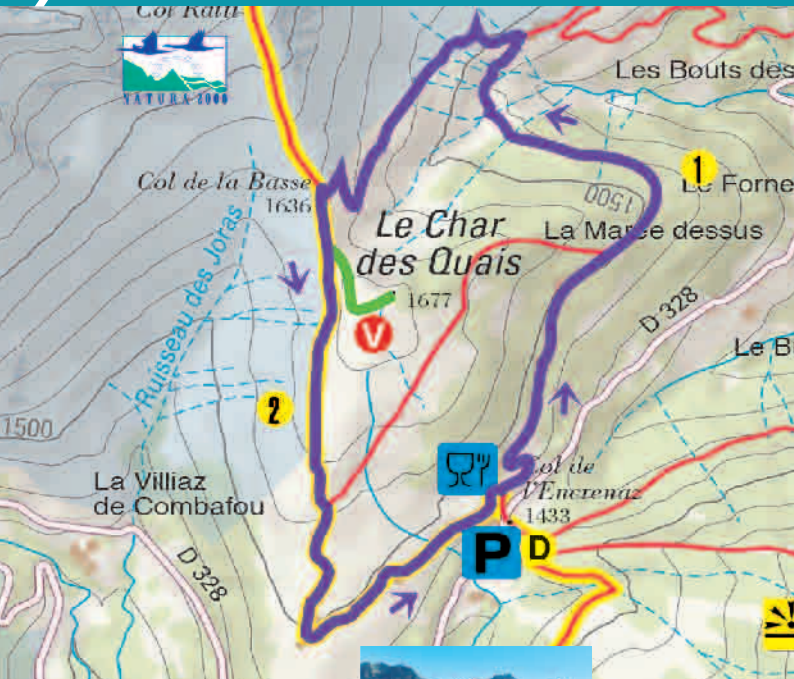 Col Ratti
NATURA 2000
Les Bouts des
1
Le Forne
Col de la Basse
1636
1500
Le Char
des Quais
La Marée dessus
1677
V
Ruisseau des Joras
D 328
Le Bl
2
1500
La Villiaz
de Combafou
Col de
l'Encrenaz
1433
P
D
D 328